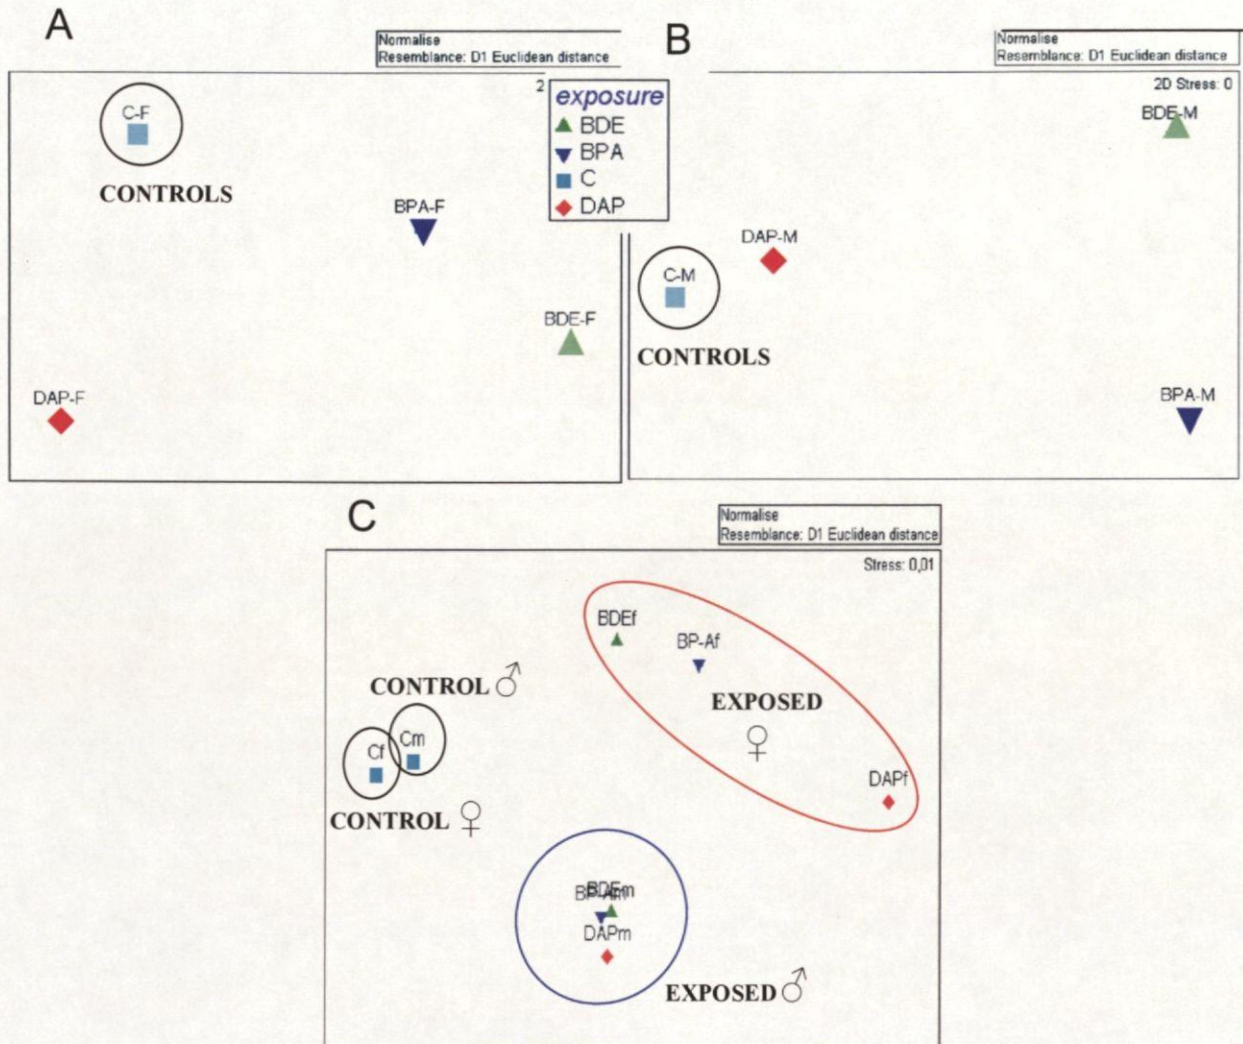 A
Normalise
Resemblance: D1 Euclidean distance
2
C-F
CONTROLS
BPA-F
BDE-F
DAP-F
exposure
BDE
BPA
C
DAP
B
Normalise
Resemblance: D1 Euclidean distance
2D Stress: 0
BDE-M
DAP-M
C-M
CONTROLS
BPA-M
C
Normalise
Resemblance: D1 Euclidean distance
Stress: 0,01
BDEf
BP-Af
CONTROL ♂
EXPOSED
♀
Cf
Cm
DAPf
CONTROL ♀
BDEm
BP-Am
DAPm
EXPOSED ♂